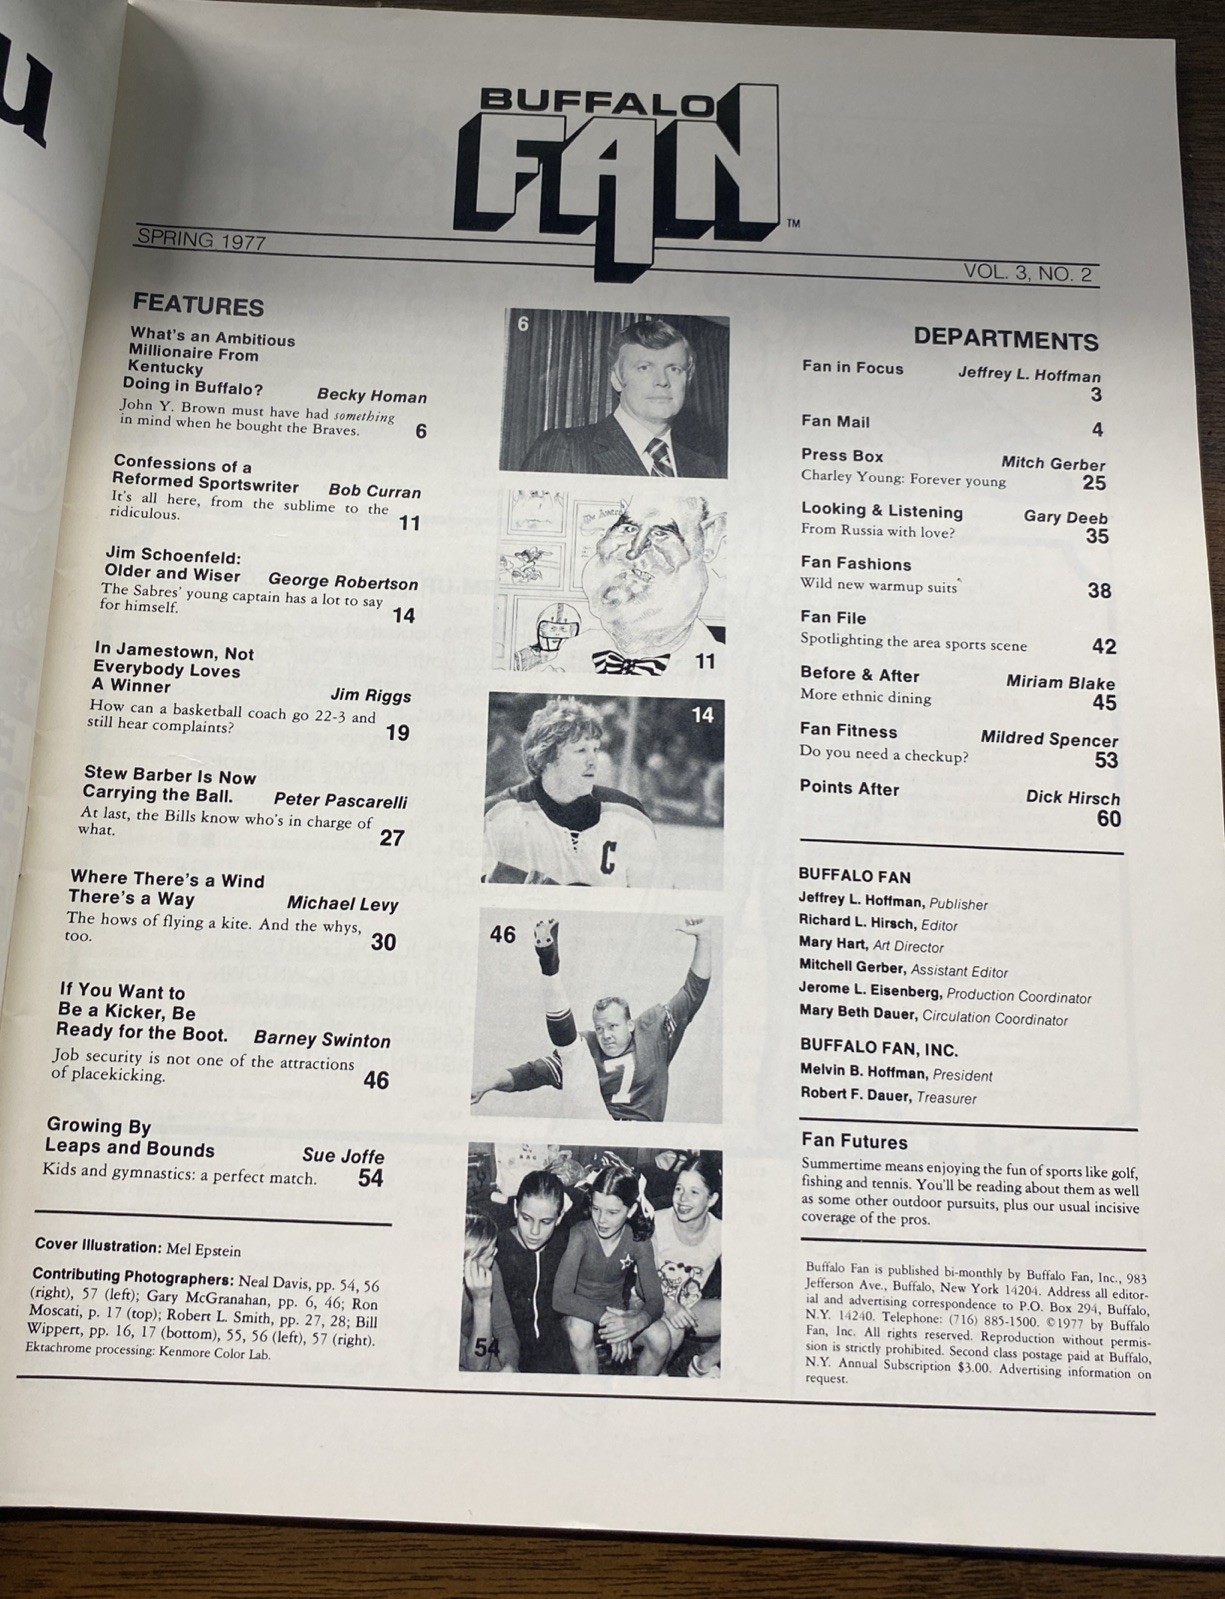 u
BUFFALO
FAN
TM
SPRING 1977
VOL. 3, NO. 2
FEATURES
What's an Ambitious
Millionaire From
Kentucky
Doing in Buffalo? Becky Homan
John Y. Brown must have had something
in mind when he bought the Braves. 6
Confessions of a
Reformed Sportswriter Bob Curran
It's all here, from the sublime to the
ridiculous. 11
Jim Schoenfeld:
Older and Wiser George Robertson
The Sabres' young captain has a lot to say
for himself. 14
In Jamestown, Not
Everybody Loves
A Winner Jim Riggs
How can a basketball coach go 22-3 and
still hear complaints? 19
Stew Barber Is Now
Carrying the Ball. Peter Pascarelli
At last, the Bills know who's in charge of
what. 27
Where There's a Wind
There's a Way Michael Levy
The hows of flying a kite. And the whys,
too. 30
If You Want to
Be a Kicker, Be
Ready for the Boot. Barney Swinton
Job security is not one of the attractions
of placekicking. 46
Growing By
Leaps and Bounds Sue Joffe
Kids and gymnastics: a perfect match. 54
Cover Illustration: Mel Epstein
Contributing Photographers: Neal Davis, pp. 54, 56
(right), 57 (left); Gary McGranahan, pp. 6, 46; Ron
Moscati, p. 17 (top); Robert L. Smith, pp. 27, 28; Bill
Wippert, pp. 16, 17 (bottom), 55, 56 (left), 57 (right).
Ektachrome processing: Kenmore Color Lab.
6
11
14
C
46
7
54
DEPARTMENTS
Fan in Focus Jeffrey L. Hoffman
3
Fan Mail 4
Press Box Mitch Gerber
Charley Young: Forever young 25
Looking & Listening Gary Deeb
From Russia with love? 35
Fan Fashions
Wild new warmup suits 38
Fan File
Spotlighting the area sports scene 42
Before & After Miriam Blake
More ethnic dining 45
Fan Fitness Mildred Spencer
Do you need a checkup? 53
Points After Dick Hirsch
60
BUFFALO FAN
Jeffrey L. Hoffman, Publisher
Richard L. Hirsch, Editor
Mary Hart, Art Director
Mitchell Gerber, Assistant Editor
Jerome L. Eisenberg, Production Coordinator
Mary Beth Dauer, Circulation Coordinator
BUFFALO FAN, INC.
Melvin B. Hoffman, President
Robert F. Dauer, Treasurer
Fan Futures
Summertime means enjoying the fun of sports like golf,
fishing and tennis. You'll be reading about them as well
as some other outdoor pursuits, plus our usual incisive
coverage of the pros.
Buffalo Fan is published bi-monthly by Buffalo Fan, Inc., 983
Jefferson Ave., Buffalo, New York 14204. Address all editor-
ial and advertising correspondence to P.O. Box 294, Buffalo,
N.Y. 14240. Telephone: (716) 885-1500. ©1977 by Buffalo
Fan, Inc. All rights reserved. Reproduction without permis-
sion is strictly prohibited. Second class postage paid at Buffalo,
N.Y. Annual Subscription $3.00. Advertising information on
request.